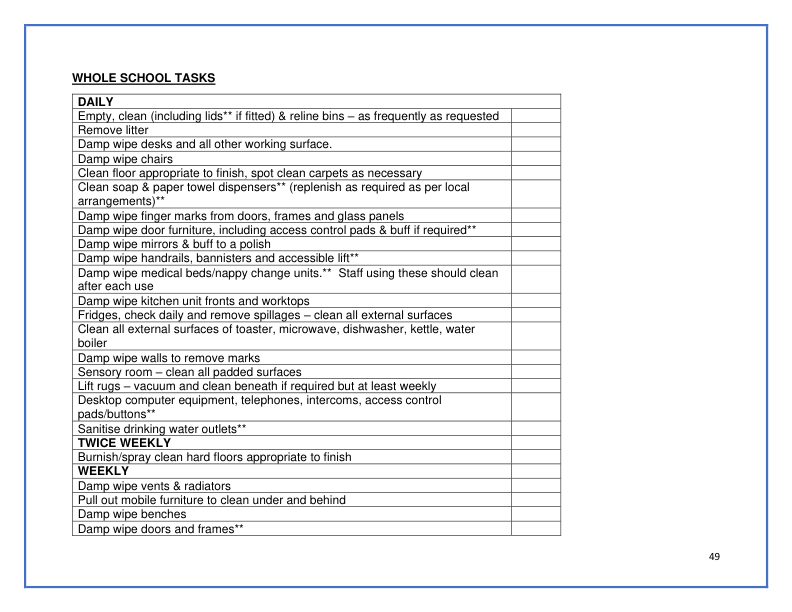 WHOLE SCHOOL TASKS
DAILY
Empty, clean (including lids** if fitted) & reline bins – as frequently as requested
Remove litter
Damp wipe desks and all other working surface.
Damp wipe chairs
Clean floor appropriate to finish, spot clean carpets as necessary
Clean soap & paper towel dispensers** (replenish as required as per local
arrangements)**
Damp wipe finger marks from doors, frames and glass panels
Damp wipe door furniture, including access control pads & buff if required**
Damp wipe mirrors & buff to a polish
Damp wipe handrails, bannisters and accessible lift**
Damp wipe medical beds/nappy change units.**  Staff using these should clean
after each use
Damp wipe kitchen unit fronts and worktops
Fridges, check daily and remove spillages – clean all external surfaces
Clean all external surfaces of toaster, microwave, dishwasher, kettle, water
boiler
Damp wipe walls to remove marks
Sensory room – clean all padded surfaces
Lift rugs – vacuum and clean beneath if required but at least weekly
Desktop computer equipment, telephones, intercoms, access control
pads/buttons**
Sanitise drinking water outlets**
TWICE WEEKLY
Burnish/spray clean hard floors appropriate to finish
WEEKLY
Damp wipe vents & radiators
Pull out mobile furniture to clean under and behind
Damp wipe benches
Damp wipe doors and frames**
49